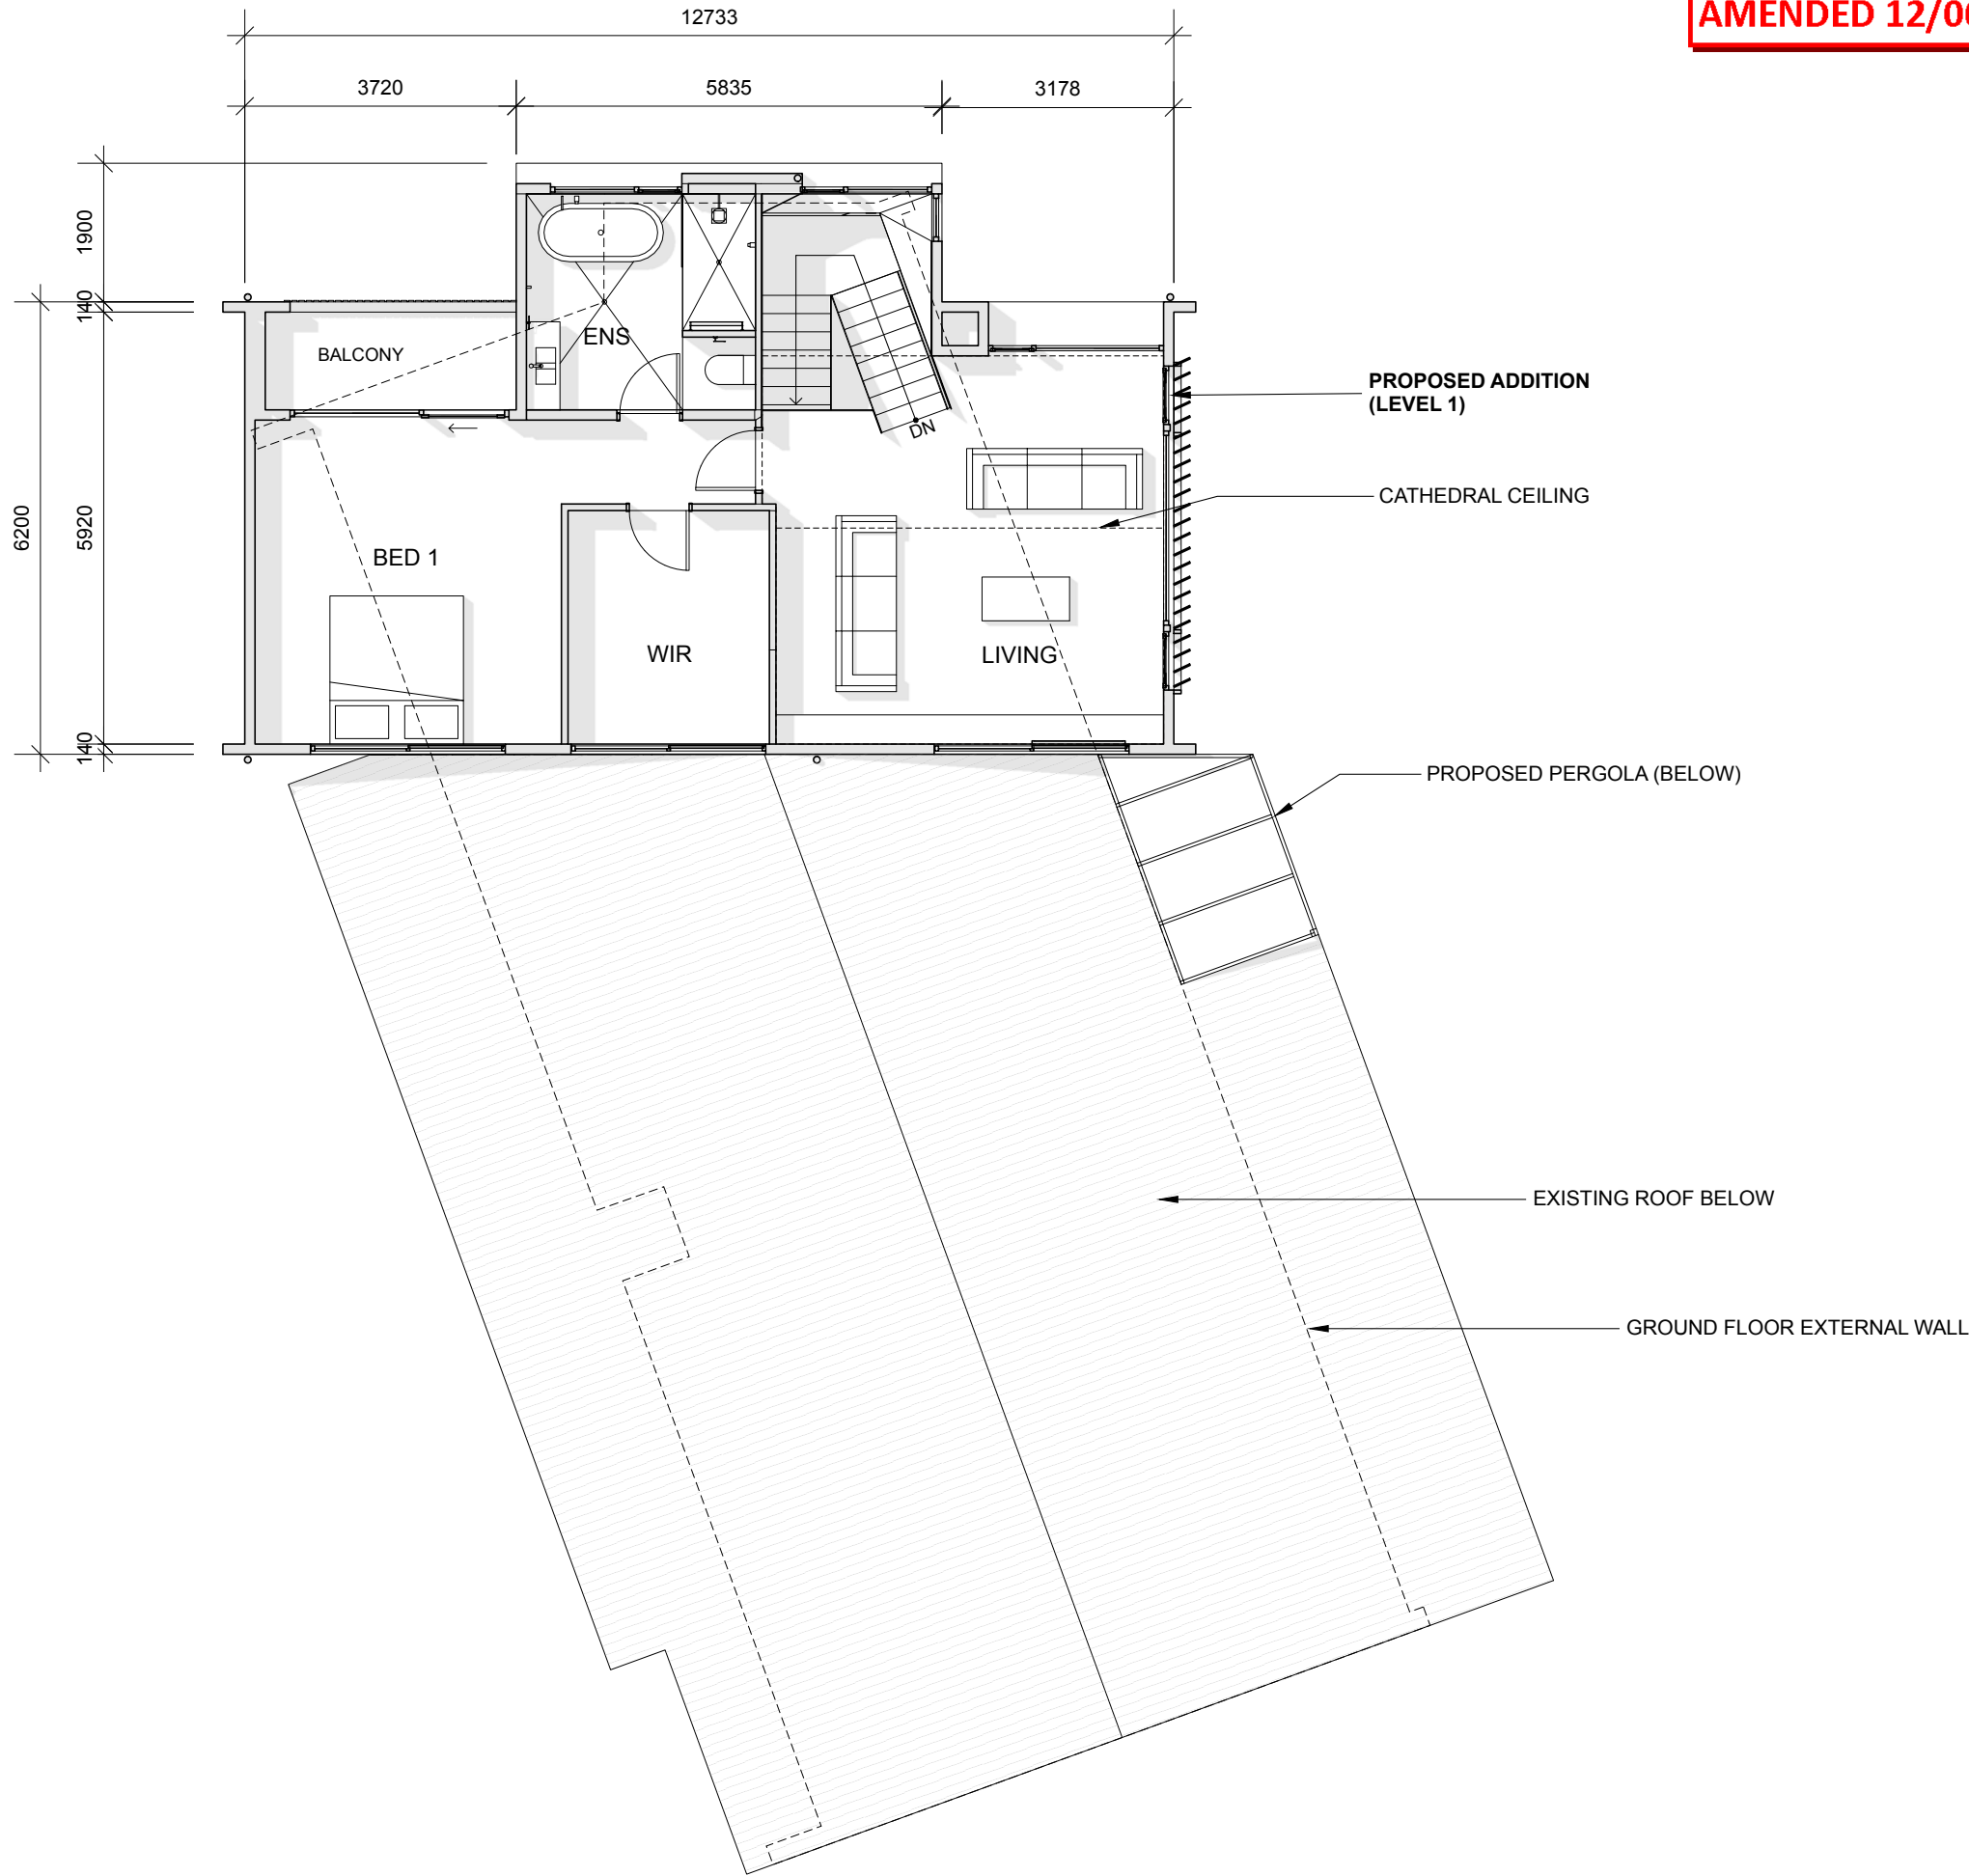 12733
AMENDED 12/0
3720
5835
3178
1900
140
6200
5920
140
BALCONY
ENS
DN
BED 1
WIR
LIVING
PROPOSED ADDITION
(LEVEL 1)
CATHEDRAL CEILING
PROPOSED PERGOLA (BELOW)
EXISTING ROOF BELOW
GROUND FLOOR EXTERNAL WALL